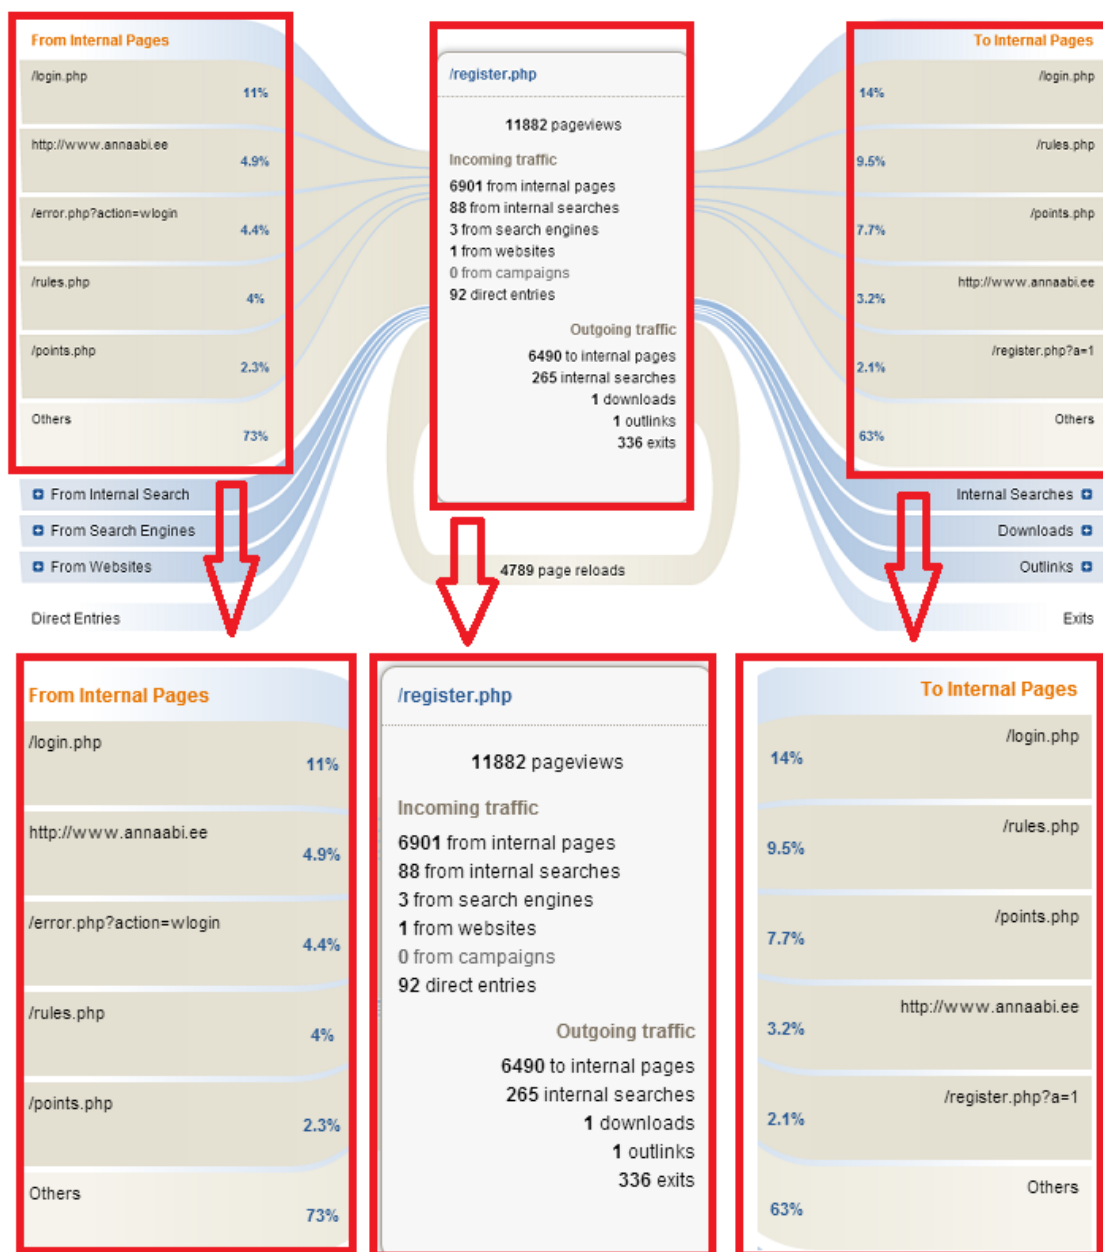 From Internal Pages
/login.php
11%
http://www.annaabi.ee
4.9%
/error.php?action=wlogin
4.4%
/rules.php
4%
/points.php
2.3%
Others
73%
From Internal Search
From Search Engines
From Websites
Direct Entries
/register.php
11882 pageviews
Incoming traffic
6901 from internal pages
88 from internal searches
3 from search engines
1 from websites
0 from campaigns
92 direct entries
Outgoing traffic
6490 to internal pages
265 internal searches
1 downloads
1 outlinks
336 exits
4789 page reloads
To Internal Pages
/login.php
14%
/rules.php
9.5%
/points.php
7.7%
http://www.annaabi.ee
3.2%
/register.php?a=1
2.1%
Others
63%
Internal Searches
Downloads
Outlinks
Exits
From Internal Pages
/login.php
11%
http://www.annaabi.ee
4.9%
/error.php?action=wlogin
4.4%
/rules.php
4%
/points.php
2.3%
Others
73%
/register.php
11882 pageviews
Incoming traffic
6901 from internal pages
88 from internal searches
3 from search engines
1 from websites
0 from campaigns
92 direct entries
Outgoing traffic
6490 to internal pages
265 internal searches
1 downloads
1 outlinks
336 exits
To Internal Pages
/login.php
14%
/rules.php
9.5%
/points.php
7.7%
http://www.annaabi.ee
3.2%
/register.php?a=1
2.1%
Others
63%